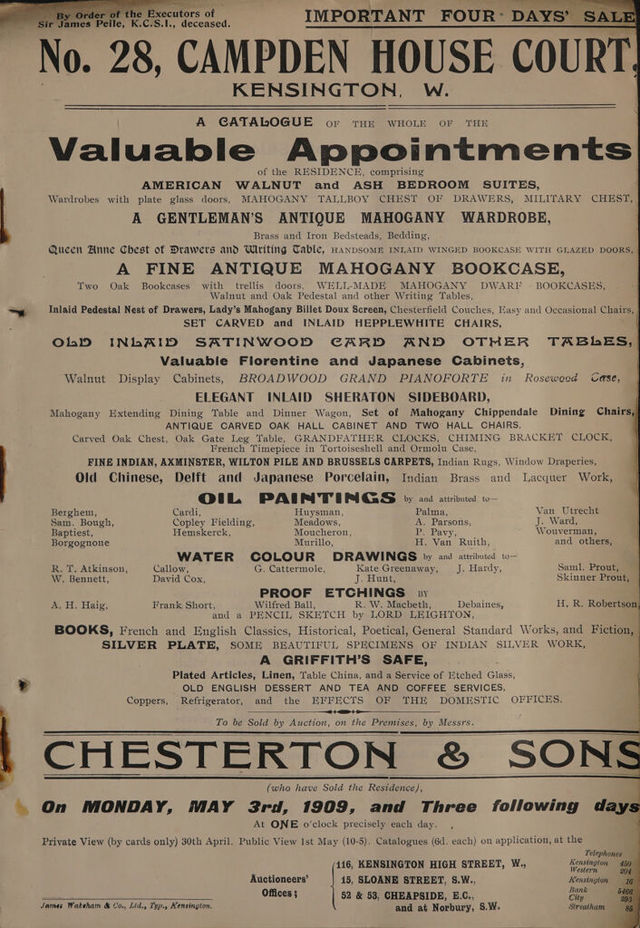 By Order of the Executors of
Sir James Peile, K.C.S.I., deceased.
IMPORTANT FOUR DAYS' SALE
No. 28, CAMPDEN HOUSE COURT,
KENSINGTON, W.
A CATALOGUE OF THE WHOLE OF THE
Valuable Appointments
of the RESIDENCE, comprising
AMERICAN WALNUT and ASH BEDROOM SUITES,
Wardrobes with plate glass doors, MAHOGANY TALLBOY CHEST OF DRAWERS, MILITARY CHEST,
A GENTLEMAN'S ANTIQUE MAHOGANY WARDROBE,
Brass and Iron Bedsteads, Bedding,
Queen Anne Chest of Drawers and Writing Table, HANDSOME INLAID WINGED BOOKCASE WITH GLAZED DOORS,
A FINE ANTIQUE MAHOGANY BOOKCASE,
Two Oak Bookcases with trellis doors, WELL-MADE MAHOGANY DWARF BOOKCASES,
Walnut and Oak Pedestal and other Writing Tables,
Inlaid Pedestal Nest of Drawers, Lady's Mahogany Billet Doux Screen, Chesterfield Couches, Easy and Occasional Chairs,
SET CARVED and INLAID HEPPLEWHITE CHAIRS,
OLD INLAID SATINWOOD CARD AND OTHER TABLES,
Valuable Florentine and Japanese Cabinets,
Walnut Display Cabinets, BROADWOOD GRAND PIANOFORTE in Rosewood Case,
ELEGANT INLAID SHERATON SIDEBOARD,
Mahogany Extending Dining Table and Dinner Wagon, Set of Mahogany Chippendale Dining Chairs,
ANTIQUE CARVED OAK HALL CABINET AND TWO HALL CHAIRS.
Carved Oak Chest, Oak Gate Leg Table, GRANDFATHER CLOCKS, CHIMING BRACKET CLOCK,
French Timepiece in Tortoiseshell and Ormolu Case,
FINE INDIAN, AXMINSTER, WILTON PILE AND BRUSSELS CARPETS, Indian Rugs, Window Draperies,
Old Chinese, Delft and Japanese Porcelain, Indian Brass and Lacquer Work,
OIL PAINTINGS by and attributed to—
Berghem, Cardi, Huysman, Palma, Van Utrecht
Sam. Bough, Copley Fielding, Meadows, A. Parsons, J. Ward,
Baptiest, Hemskerck, Moucheron, P. Pavy, Wouverman,
Borgognone Murillo, H. Van Ruith, and others,
WATER COLOUR DRAWINGS by and attributed to—
R. T. Atkinson, Callow, G. Cattermole, Kate Greenaway, J. Hardy, Saml. Prout,
W. Bennett, David Cox, J. Hunt, Skinner Prout,
PROOF ETCHINGS BY
A. H. Haig, Frank Short, Wilfred Ball, R. W. Macbeth, Debaines, H. R. Robertson
and a PENCIL SKETCH by LORD LEIGHTON,
BOOKS, French and English Classics, Historical, Poetical, General Standard Works, and Fiction,
SILVER PLATE, SOME BEAUTIFUL SPECIMENS OF INDIAN SILVER WORK,
A GRIFFITH'S SAFE,
Plated Articles, Linen, Table China, and a Service of Etched Glass,
OLD ENGLISH DESSERT AND TEA AND COFFEE SERVICES,
Coppers, Refrigerator, and the EFFECTS OF THE DOMESTIC OFFICES.
To be Sold by Auction, on the Premises, by Messrs.
CHESTERTON & SONS
(who have Sold the Residence),
On MONDAY, MAY 3rd, 1909, and Three following days
At ONE o'clock precisely each day.
Private View (by cards only) 30th April. Public View 1st May (10-5). Catalogues (6d. each) on application, at the
Auctioneers' Offices;
116, KENSINGTON HIGH STREET, W.,
15, SLOANE STREET, S.W.,
52 & 53, CHEAPSIDE, E.C.,
and at Norbury, S.W.
Telephones
Kensington 450
Western 204
Kensington 16
Bank 5466
City 293
Streatham 85
James Wakeham & Co., Ltd., Typ., Kensington.